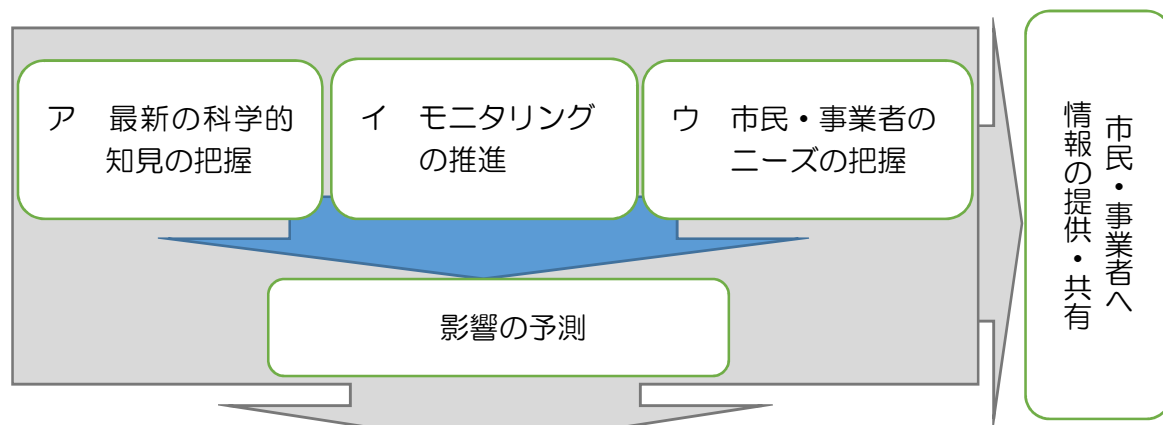 ア　最新の科学的
知見の把握
イ　モニタリング
の推進
ウ　市民・事業者の
ニーズの把握
影響の予測
市民・事業者へ
情報の提供・共有